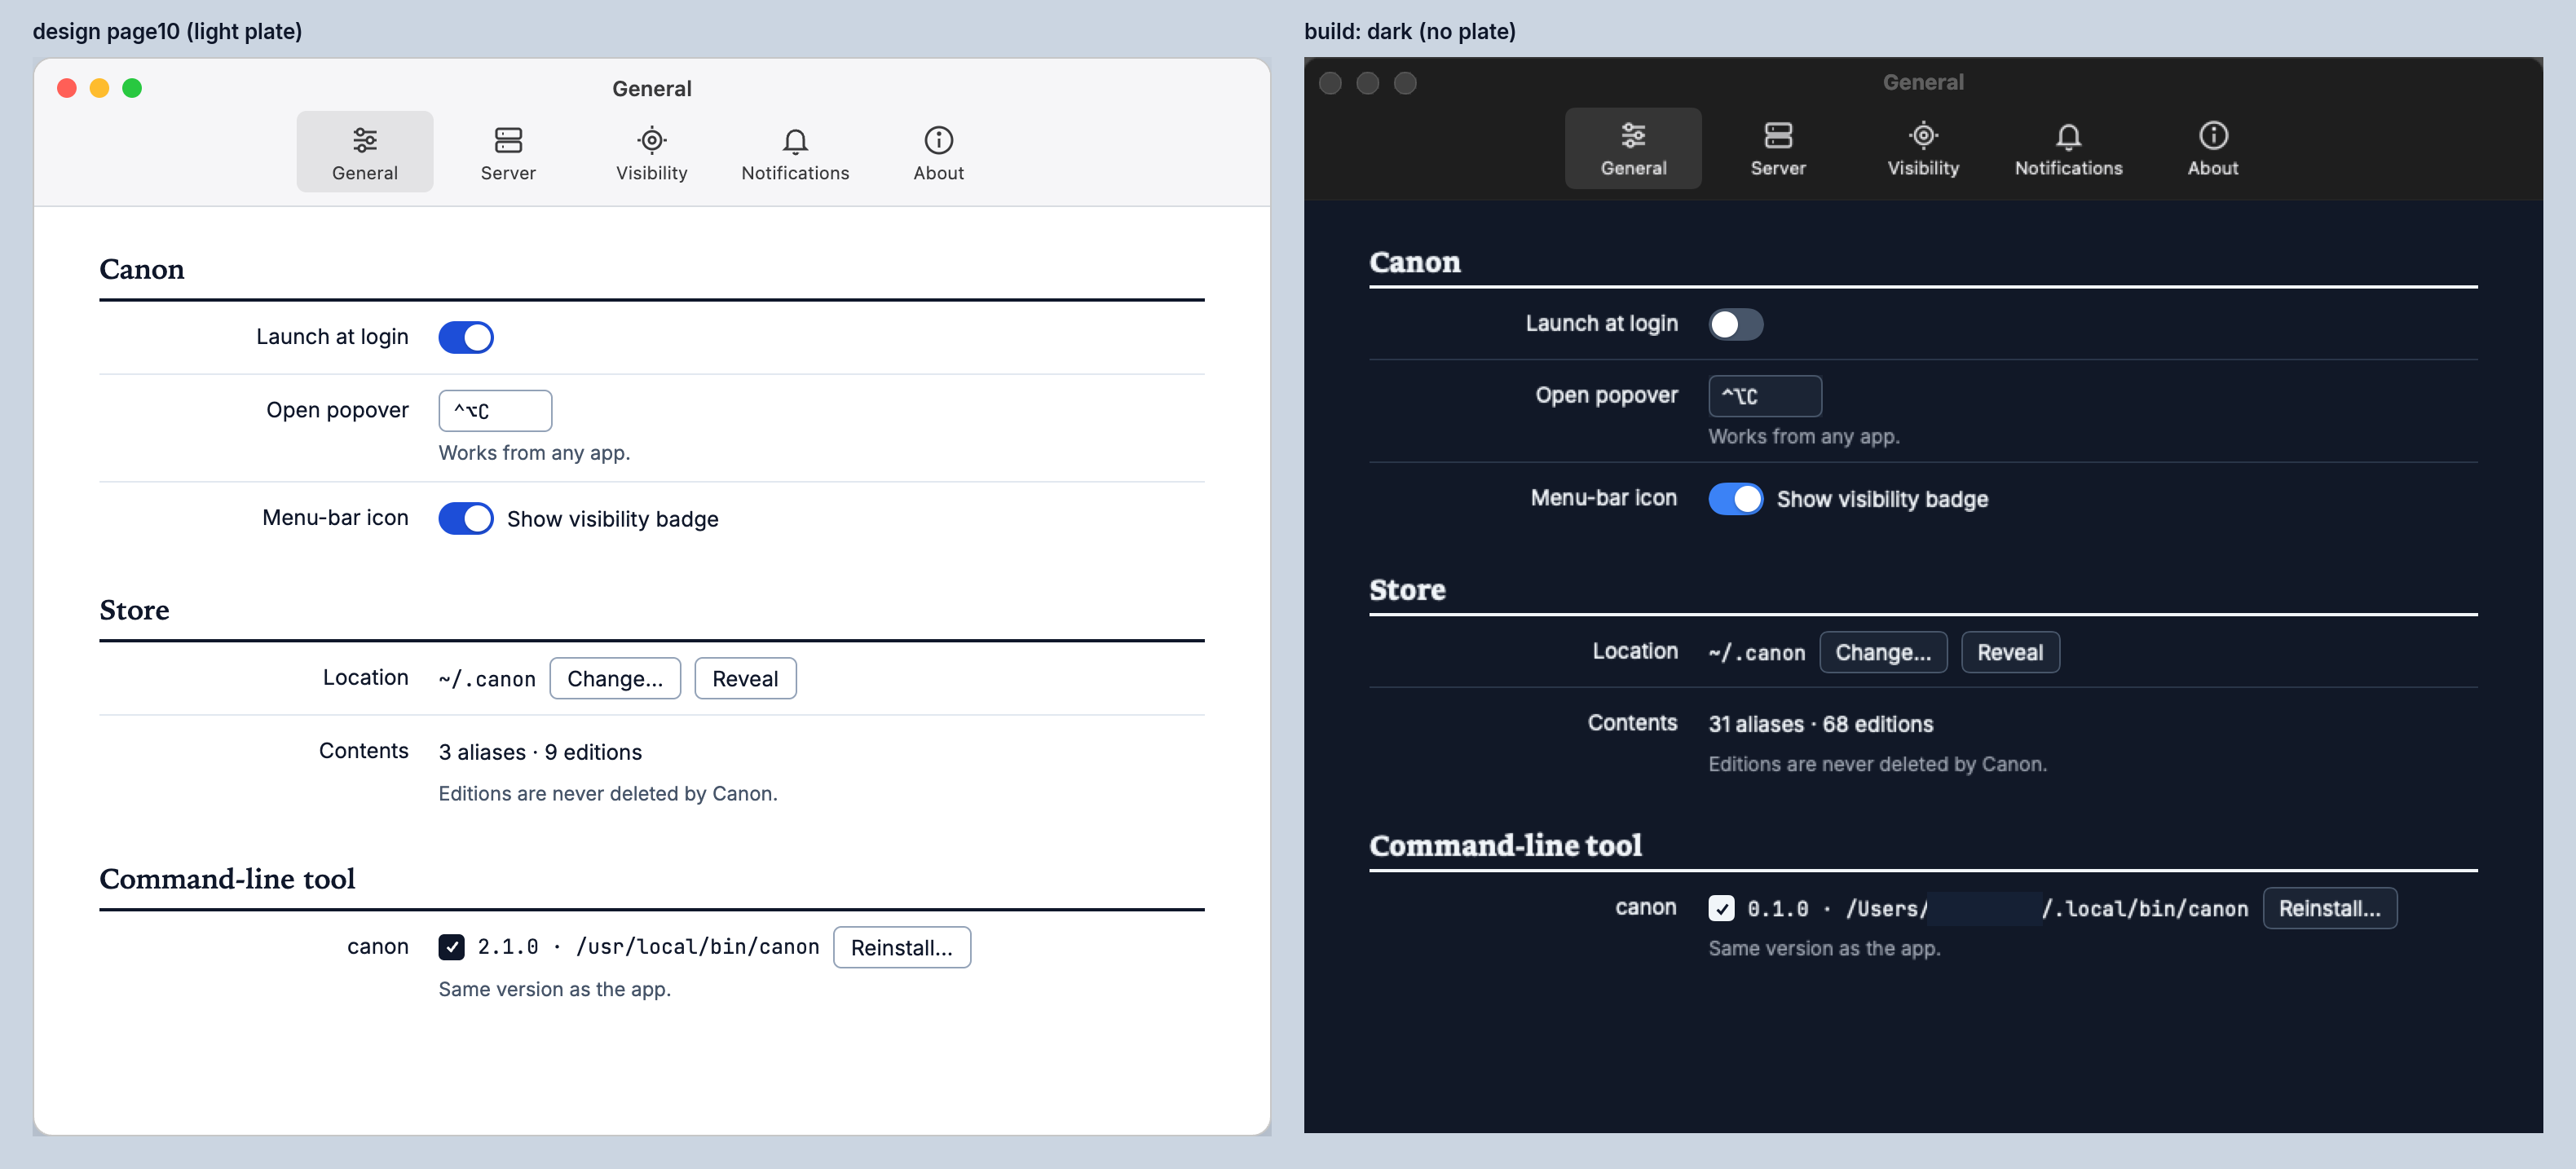 design page10 (light plate)
General
General Server Visibility Notifications About
Canon
Launch at login
Open popover ^⌥C
Works from any app.
Menu-bar icon Show visibility badge
Store
Location ~/.canon Change... Reveal
Contents 3 aliases · 9 editions
Editions are never deleted by Canon.
Command-line tool
canon 2.1.0 · /usr/local/bin/canon Reinstall...
Same version as the app.
build: dark (no plate)
General
General Server Visibility Notifications About
Canon
Launch at login
Open popover ^⌥C
Works from any app.
Menu-bar icon Show visibility badge
Store
Location ~/.canon Change... Reveal
Contents 31 aliases · 68 editions
Editions are never deleted by Canon.
Command-line tool
canon 0.1.0 · /Users/ /.local/bin/canon Reinstall...
Same version as the app.